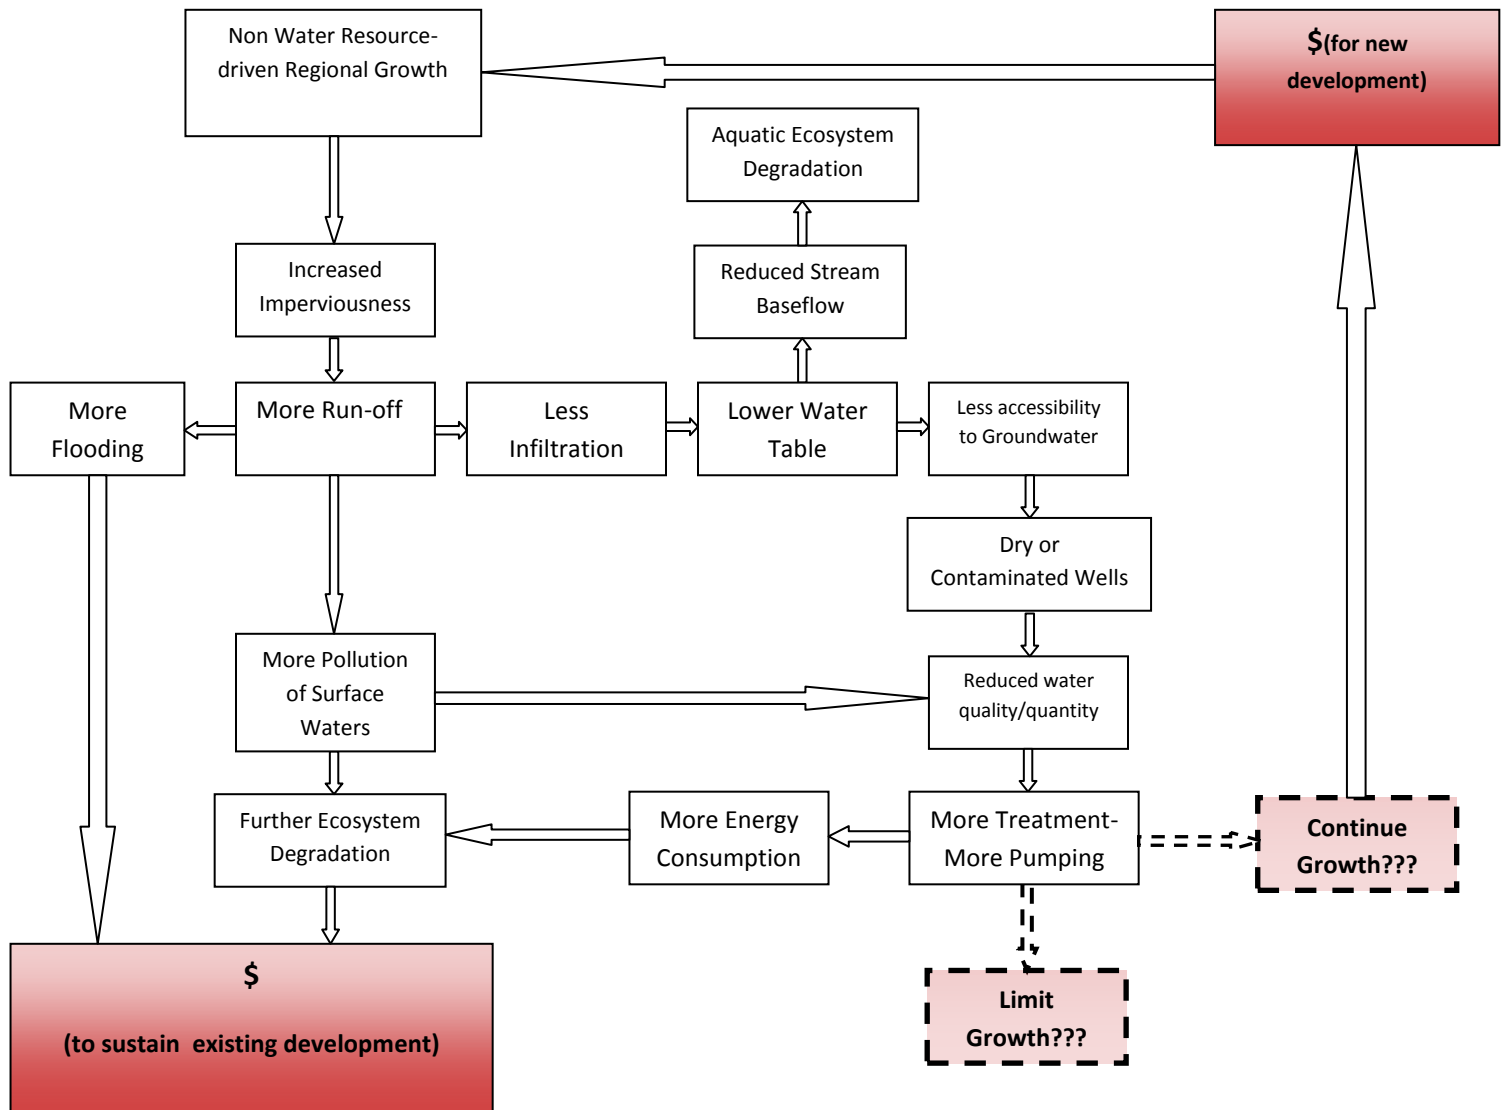 Non Water Resource-
driven Regional Growth
$(for new
development)
Aquatic Ecosystem
Degradation
Increased
Imperviousness
Reduced Stream
Baseflow
More
Flooding
More Run-off
Less
Infiltration
Lower Water
Table
Less accessibility
to Groundwater
Dry or
Contaminated Wells
More Pollution
of Surface
Waters
Reduced water
quality/quantity
Further Ecosystem
Degradation
More Energy
Consumption
More Treatment-
More Pumping
Continue
Growth???
$
(to sustain existing development)
Limit
Growth???